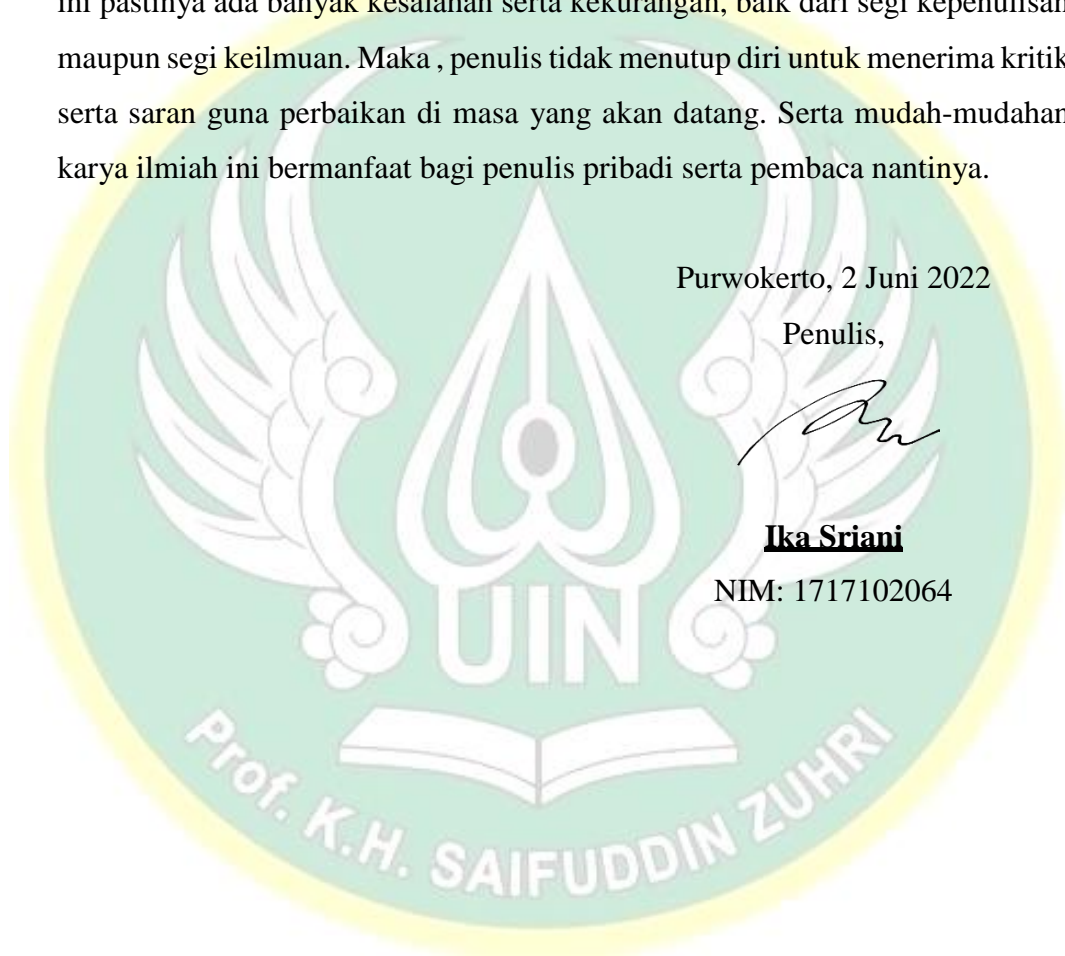 ini pastinya ada banyak kesalahan serta kekurangan, baik dari segi kepenulisan
maupun segi keilmuan. Maka , penulis tidak menutup diri untuk menerima kritik
serta saran guna perbaikan di masa yang akan datang. Serta mudah-mudahan
karya ilmiah ini bermanfaat bagi penulis pribadi serta pembaca nantinya.
Purwokerto, 2 Juni 2022
Penulis,
Ika Sriani
NIM: 1717102064
UIN
Prof. K.H. SAIFUDDIN ZUHRI